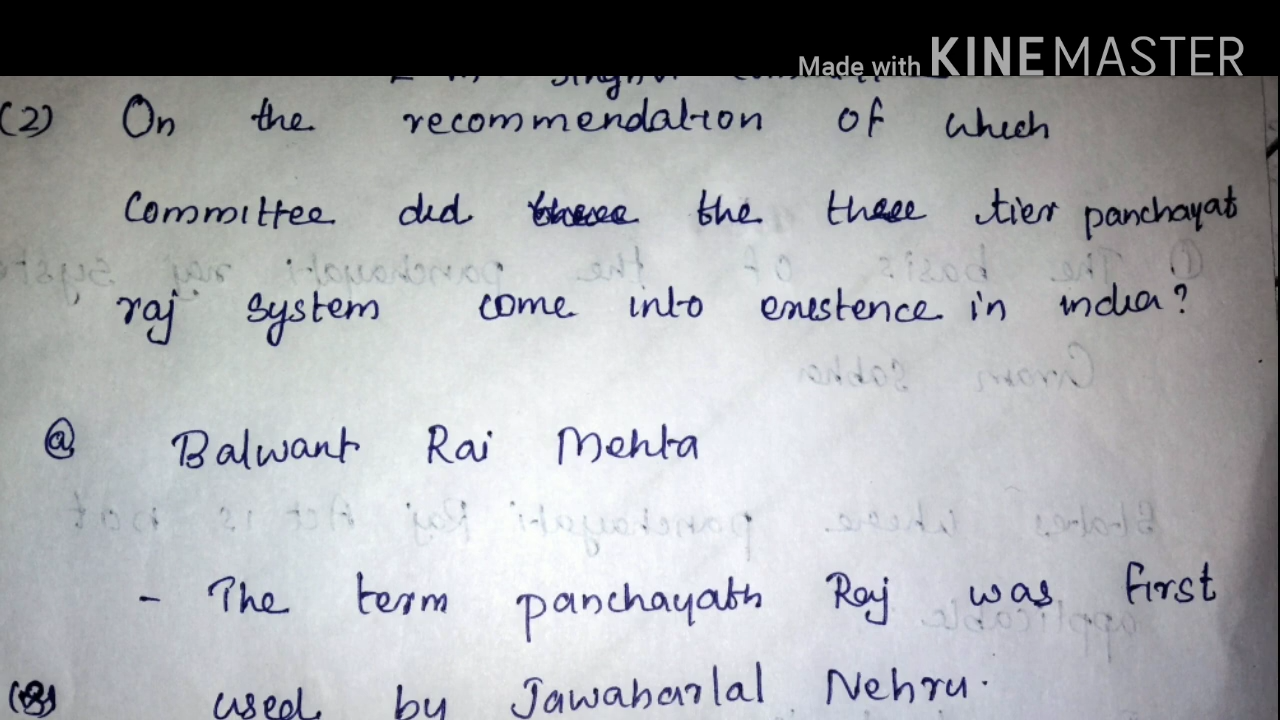 Made with KINEMASTER
(2) On the recommendation of which
Committee did the three tier panchayat
raj system come into existence in india?
@ Balwant Rai Mehta
- The term panchayath Raj was first
used by Jawaharlal Nehru.